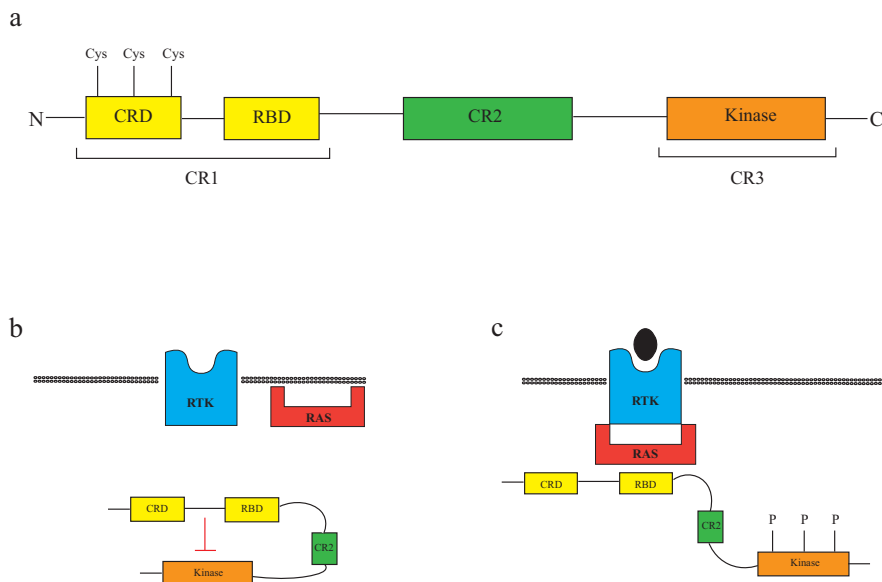 a
Cys Cys Cys
N CRD RBD CR2 Kinase C
CR1 CR3
b
RTK
RAS
CRD RBD
CR2
Kinase
c
RTK
RAS
CRD RBD
CR2
P P P
Kinase